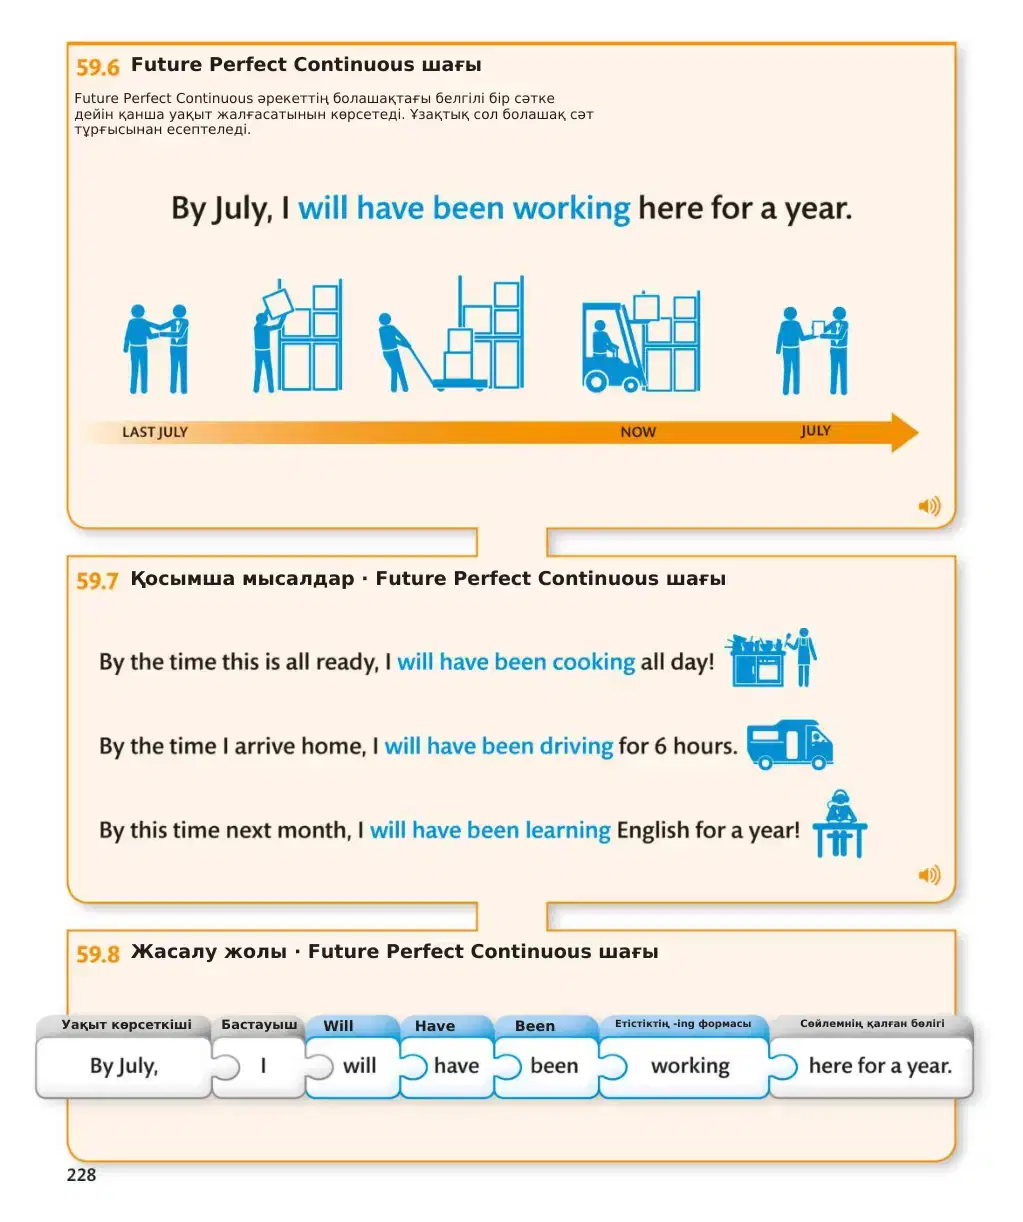 59.6 Future Perfect Continuous шағы
Future Perfect Continuous әрекеттің болашақтағы белгілі бір сәтке
дейін қанша уақыт жалғасатынын көрсетеді. Ұзақтық сол болашақ сәт
тұрғысынан есептеледі.
By July, I will have been working here for a year.
LAST JULY NOW JULY
59.7 Қосымша мысалдар · Future Perfect Continuous шағы
By the time this is all ready, I will have been cooking all day!
By the time I arrive home, I will have been driving for 6 hours.
By this time next month, I will have been learning English for a year!
59.8 Жасалу жолы · Future Perfect Continuous шағы
Уақыт көрсеткіші Бастауыш Will Have Been Етістіктің -ing формасы Сөйлемнің қалған бөлігі
By July, I will have been working here for a year.
228